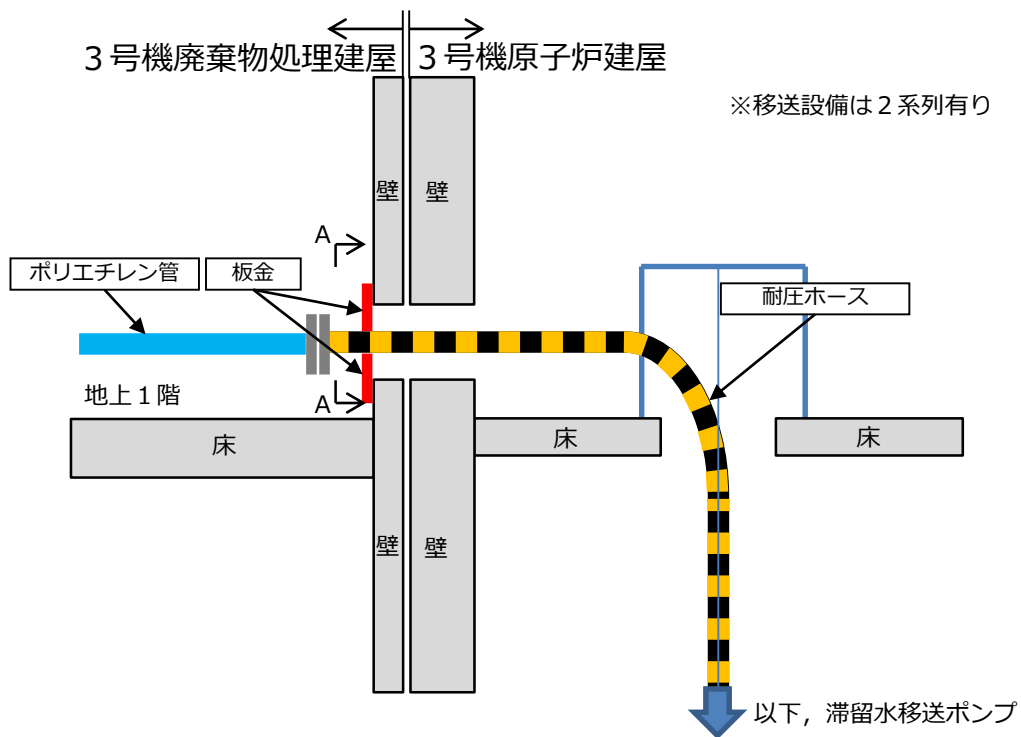 ３号機廃棄物処理建屋
３号機原子炉建屋
※移送設備は２系列有り
壁
壁
A
ポリエチレン管
板金
耐圧ホース
地上１階
A
床
床
床
壁
壁
以下，滞留水移送ポンプ